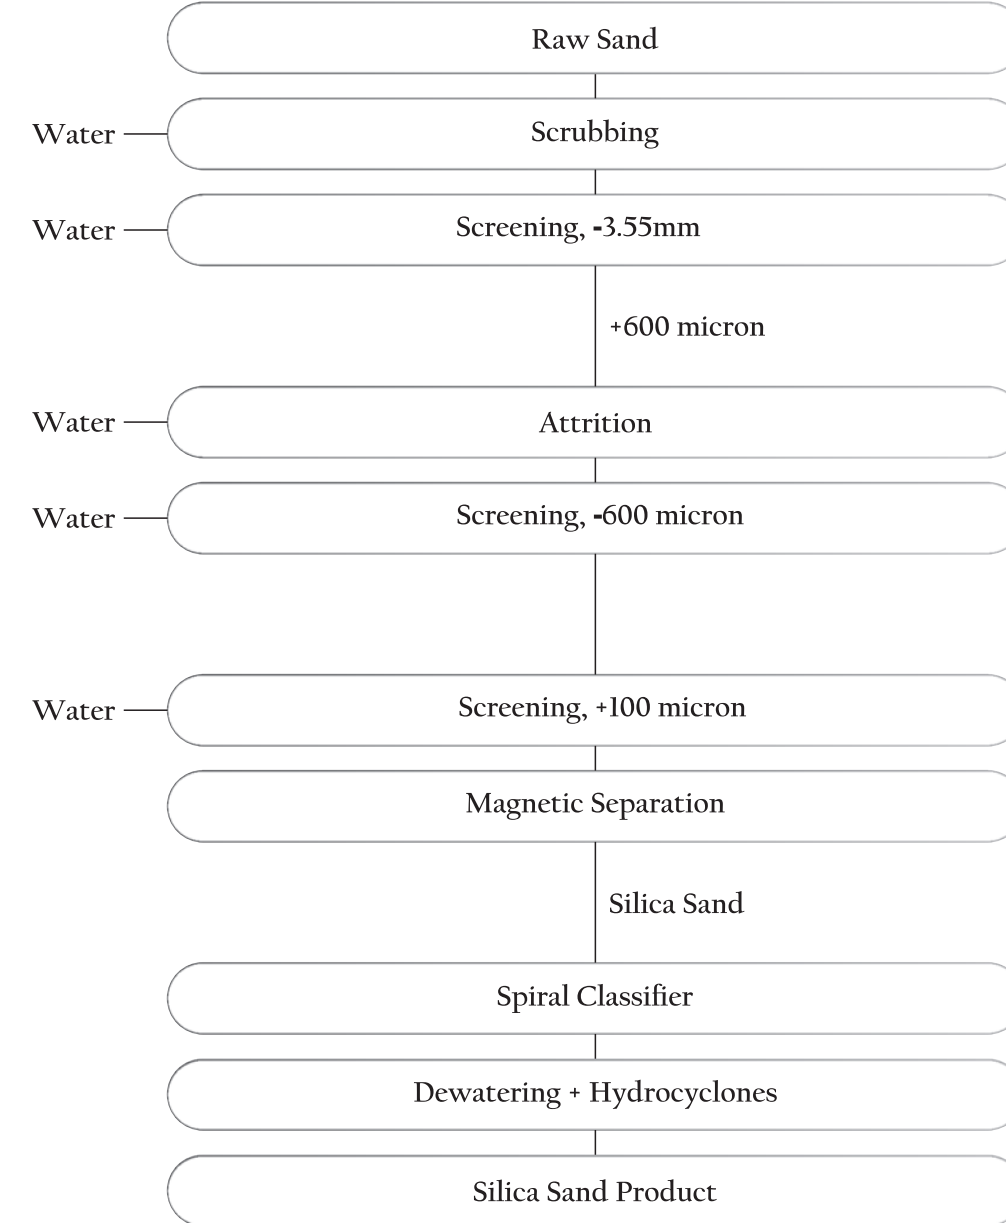 Raw Sand
Water
Scrubbing
Water
Screening, -3.55mm
+600 micron
Water
Attrition
Water
Screening, -600 micron
Water
Screening, +100 micron
Magnetic Separation
Silica Sand
Spiral Classifier
Dewatering + Hydrocyclones
Silica Sand Product